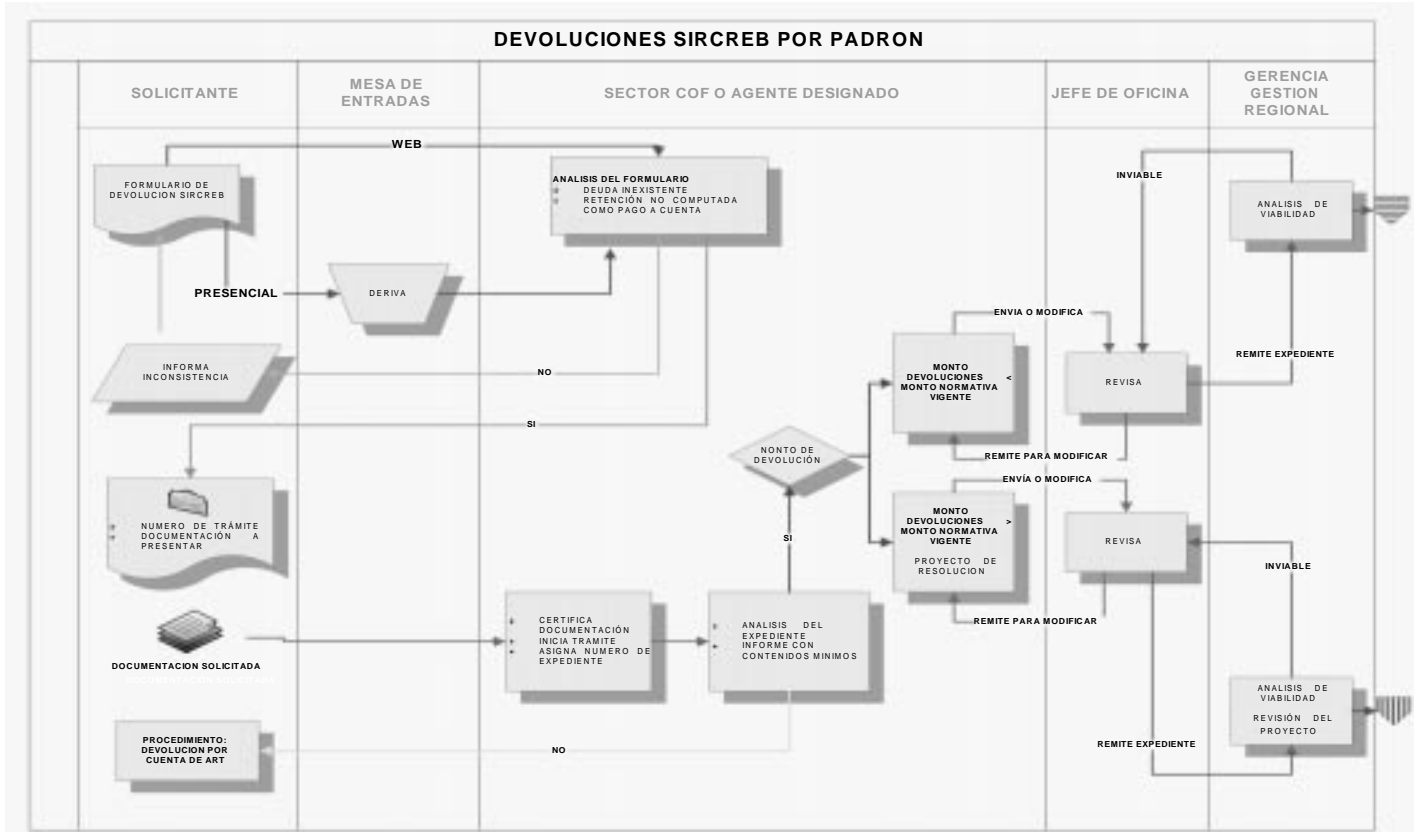 DEVOLUCIONES SIRCREB POR PADRON
SOLICITANTE
MESA DE
ENTRADAS
SECTOR COF O AGENTE DESIGNADO
JEFE DE OFICINA
GERENCIA
GESTION
REGIONAL
WEB
FORMULARIO DE
DEVOLUCION SIRCREB
ANALISIS DEL FORMULARIO
DEUDA INEXISTENTE
RETENCIÓN NO COMPUTADA
COMO PAGO A CUENTA
INVIABLE
ANALISIS DE
VIABILIDAD
PRESENCIAL
DERIVA
ENVIA O MODIFICA
REMITE EXPEDIENTE
INFORMA
INCONSISTENCIA
NO
MONTO
DEVOLUCIONES <
MONTO NORMATIVA
VIGENTE
REVISA
SI
NONTO DE
DEVOLUCIÓN
REMITE PARA MODIFICAR
ENVÍA O MODIFICA
NUMERO DE TRÁMITE
DOCUMENTACIÓN A
PRESENTAR
SI
MONTO
DEVOLUCIONES >
MONTO NORMATIVA
VIGENTE
PROYECTO DE
RESOLUCION
REVISA
INVIABLE
REMITE PARA MODIFICAR
CERTIFICA
DOCUMENTACIÓN
INICIA TRAMITE
ASIGNA NUMERO DE
EXPEDIENTE
ANALISIS DEL
EXPEDIENTE
INFORME CON
CONTENIDOS MINIMOS
DOCUMENTACION SOLICITADA
DOCUMENTACION SOLICITADA
ANALISIS DE
VIABILIDAD
REVISIÓN DEL
PROYECTO
PROCEDIMIENTO:
DEVOLUCION POR
CUENTA DE ART
NO
REMITE EXPEDIENTE